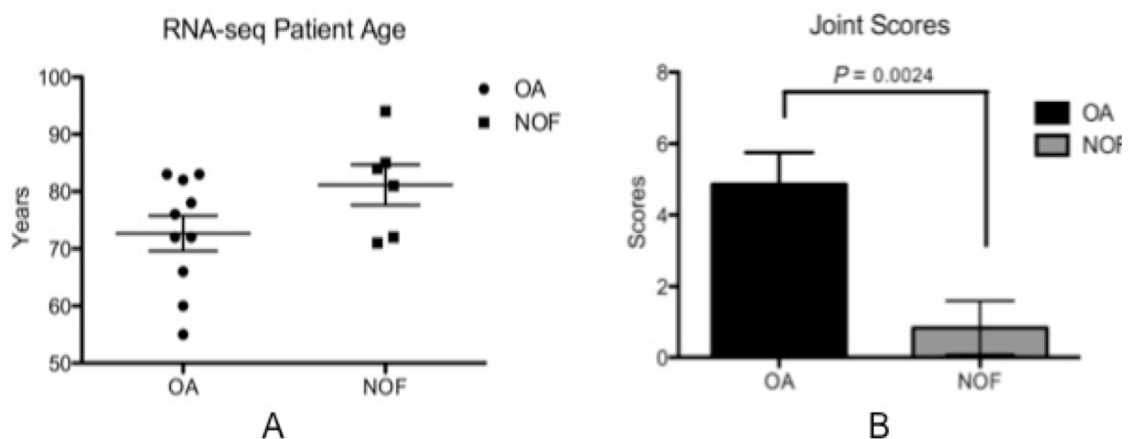 RNA-seq Patient Age
100
90
80
70
60
50
Years
OA
NOF
OA
NOF
A
Joint Scores
P = 0.0024
8
6
4
2
0
Scores
OA
NOF
OA
NOF
B